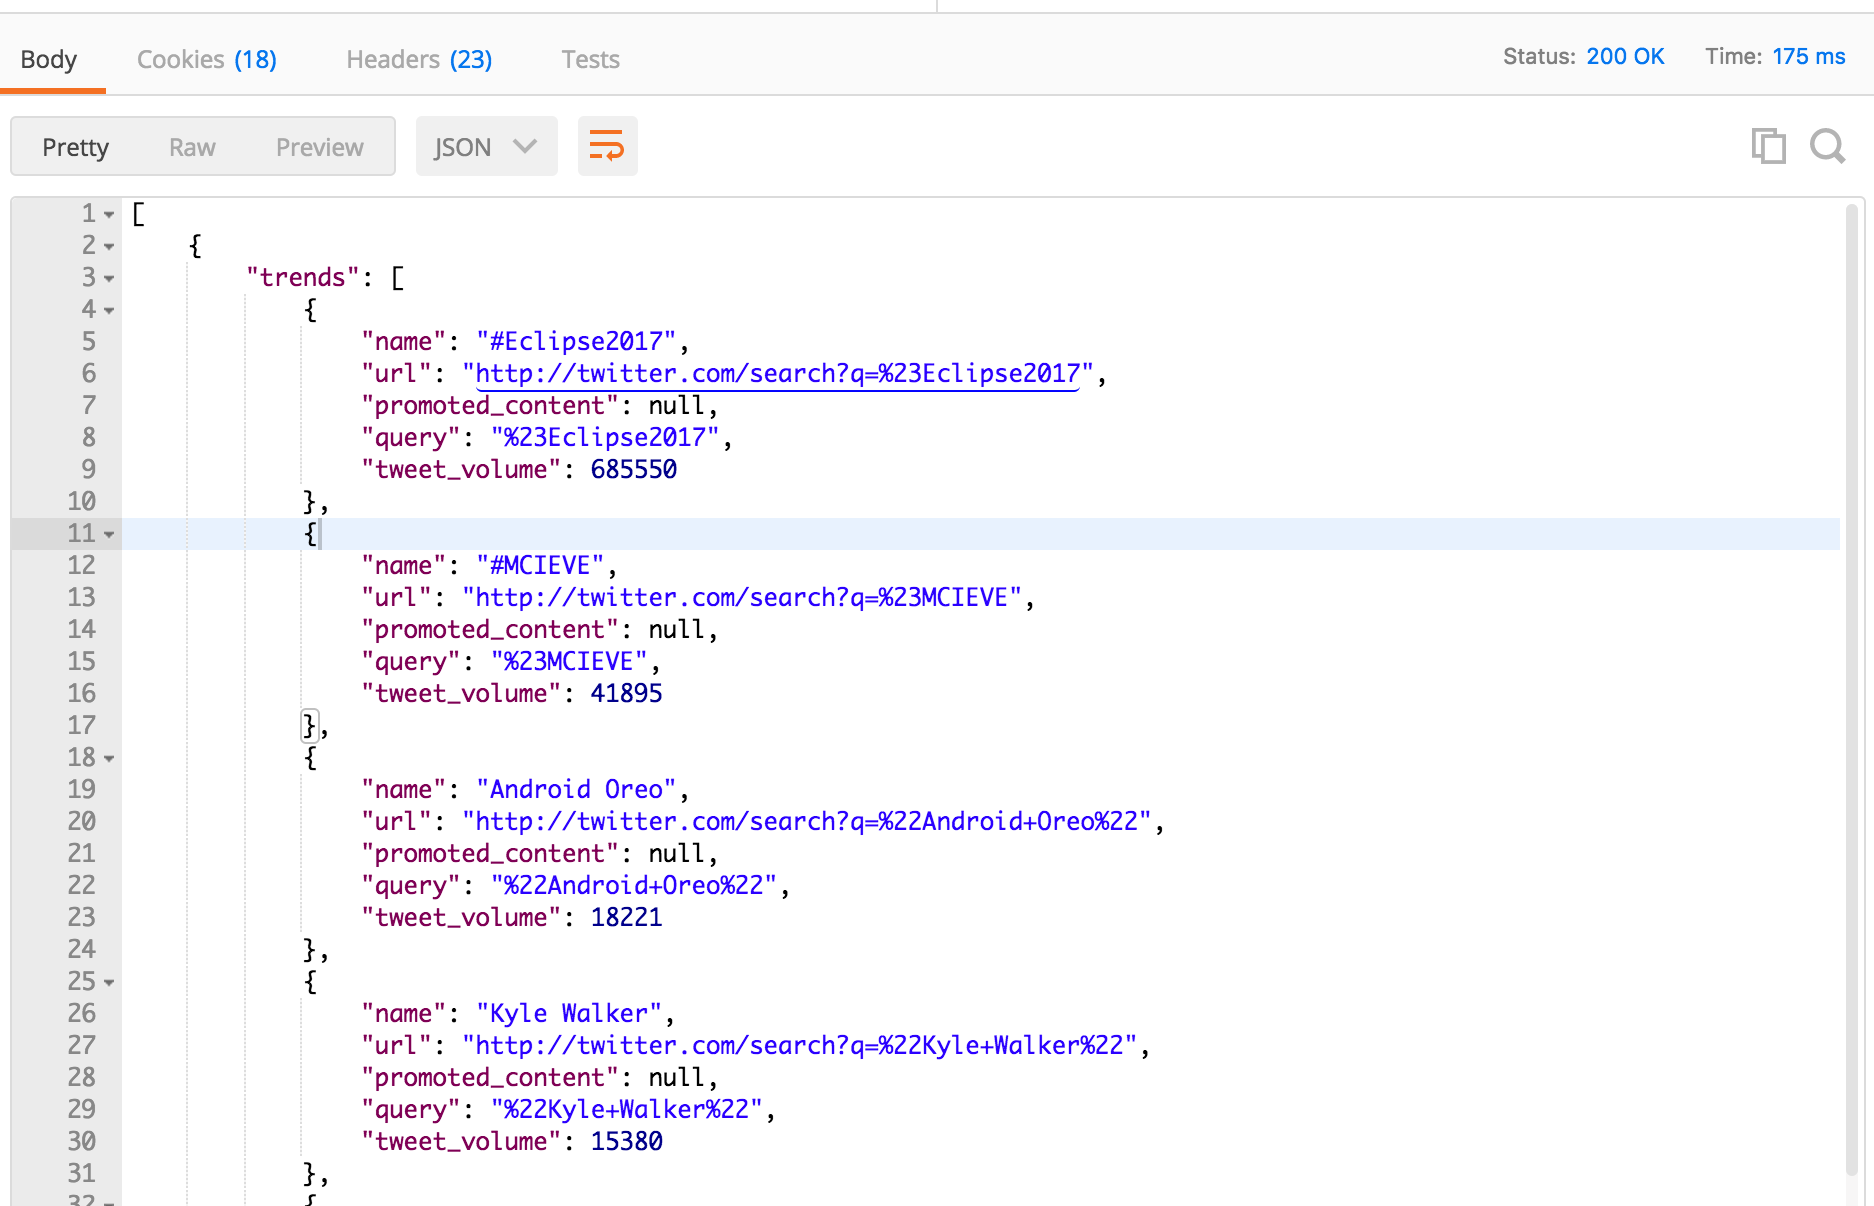 Body Cookies (18) Headers (23) Tests Status: 200 OK Time: 175 ms
Pretty Raw Preview JSON
1 [
2 {
3 "trends": [
4 {
5 "name": "#Eclipse2017",
6 "url": "http://twitter.com/search?q=%23Eclipse2017",
7 "promoted_content": null,
8 "query": "%23Eclipse2017",
9 "tweet_volume": 685550
10 },
11 {
12 "name": "#MCIEVE",
13 "url": "http://twitter.com/search?q=%23MCIEVE",
14 "promoted_content": null,
15 "query": "%23MCIEVE",
16 "tweet_volume": 41895
17 },
18 {
19 "name": "Android Oreo",
20 "url": "http://twitter.com/search?q=%22Android+Oreo%22",
21 "promoted_content": null,
22 "query": "%22Android+Oreo%22",
23 "tweet_volume": 18221
24 },
25 {
26 "name": "Kyle Walker",
27 "url": "http://twitter.com/search?q=%22Kyle+Walker%22",
28 "promoted_content": null,
29 "query": "%22Kyle+Walker%22",
30 "tweet_volume": 15380
31 },
32 {